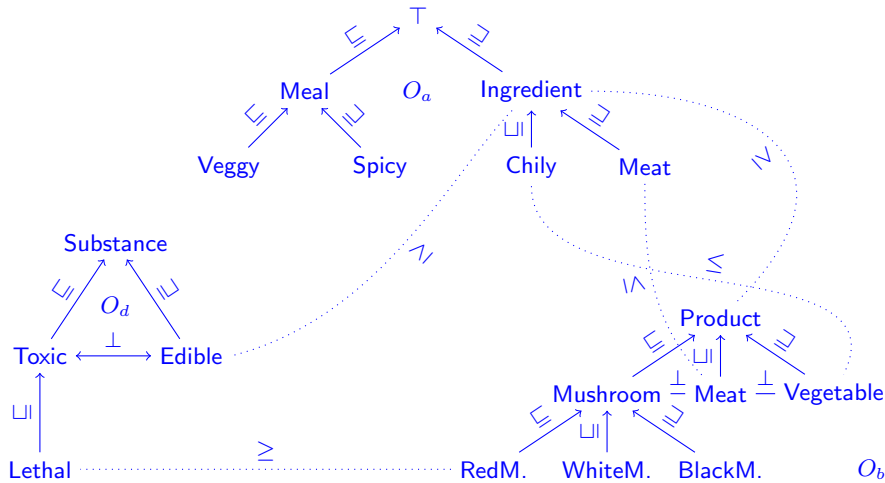 ⊤
⊑ ⊒
Meal O_a Ingredient
⊑ ⊒ ⊑ ⊒
Veggy Spicy Chily Meat
≥
Substance
≤ ≤ ≥
⊑ O_d ⊒
Product
⊥
Toxic Edible
⊑ ⊑ ⊒
Mushroom ⊥ Meat ⊥ Vegetable
⊑ ⊑ ⊑ ⊒
≥
Lethal RedM. WhiteM. BlackM. O_b